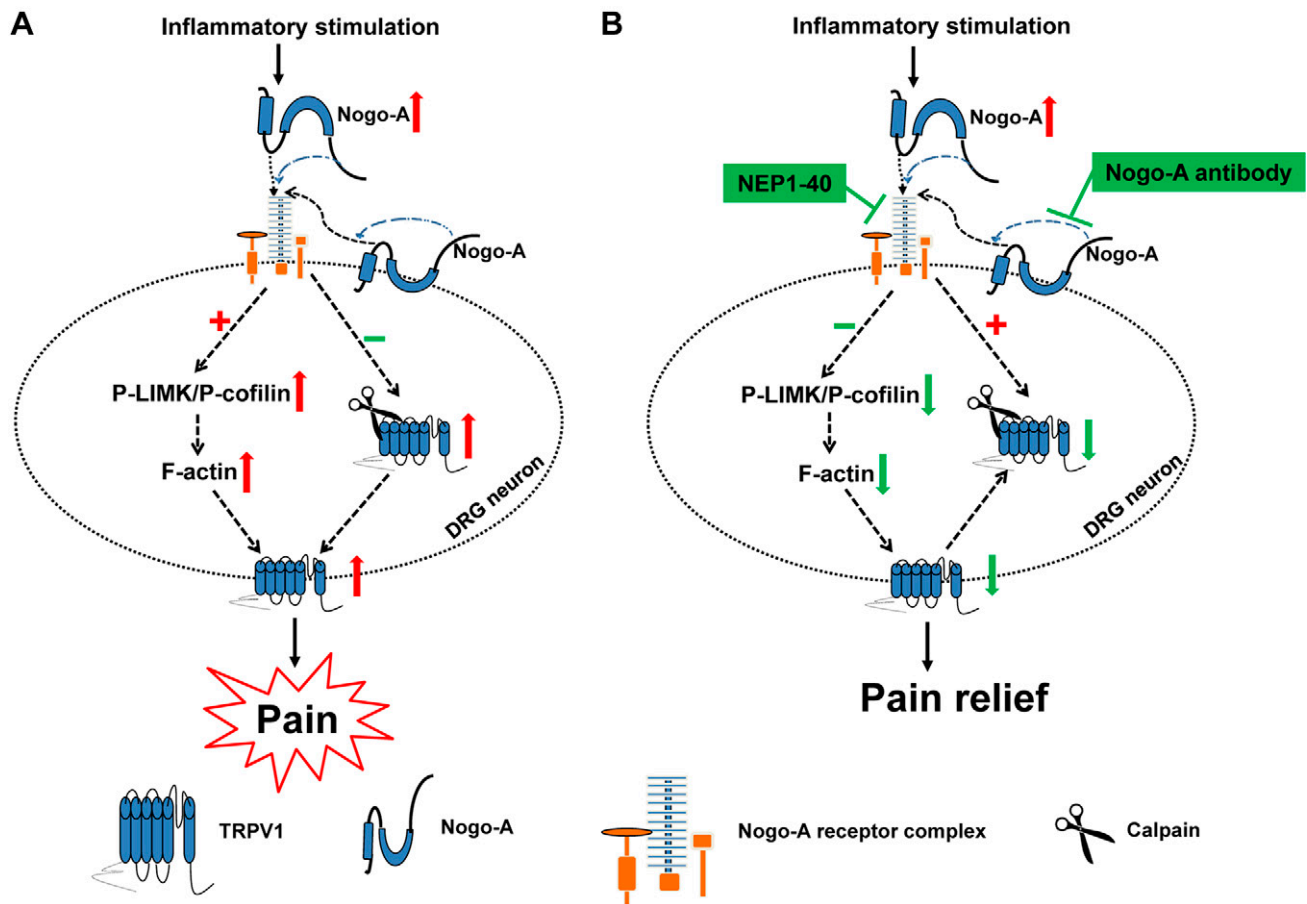 A
Inflammatory stimulation
Nogo-A
Nogo-A
+
−
P-LIMK/P-cofilin
F-actin
DRG neuron
Pain
B
Inflammatory stimulation
Nogo-A
NEP1-40
Nogo-A antibody
Nogo-A
−
+
P-LIMK/P-cofilin
F-actin
DRG neuron
Pain relief
TRPV1
Nogo-A
Nogo-A receptor complex
Calpain